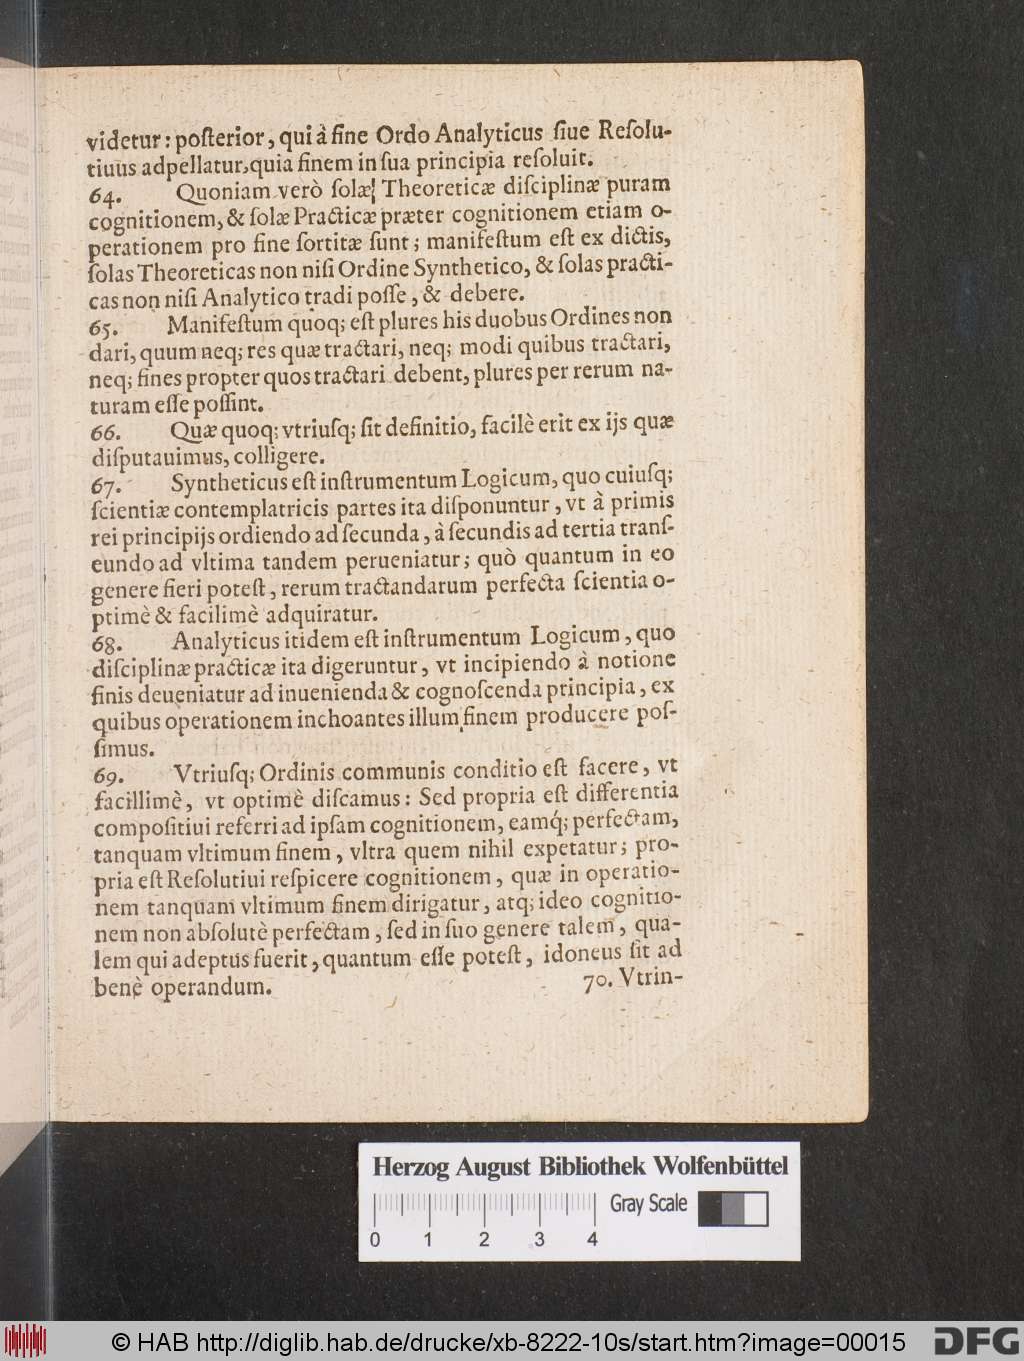 videtur: poſterior, qui à fine Ordo Analyticus ſiue Reſolu-
tiuus adpellatur, quia finem in ſua principia reſoluit.
64. Quoniam verò ſolæ Theoreticæ diſciplinæ puram
cognitionem, & ſolæ Practicæ præter cognitionem etiam o-
perationem pro fine ſortitæ ſunt; manifeſtum eſt ex dictis,
ſolas Theoreticas non niſi Ordine Synthetico, & ſolas practi-
cas non niſi Analytico tradi poſſe, & debere.
65. Manifeſtum quoq; eſt plures his duobus Ordines non
dari, quum neq; res quæ tractari, neq; modi quibus tractari,
neq; fines propter quos tractari debent, plures per rerum na-
turam eſſe poſſint.
66. Quæ quoq; vtriuſq; ſit definitio, facilè erit ex ijs quæ
diſputauimus, colligere.
67. Syntheticus eſt inſtrumentum Logicum, quo cuiuſq;
ſcientiæ contemplatricis partes ita diſponuntur, vt à primis
rei principijs ordiendo ad ſecunda, à ſecundis ad tertia tranſ-
eundo ad vltima tandem perueniatur; quò quantum in eo
genere fieri poteſt, rerum tractandarum perfecta ſcientia o-
ptimè & facilimè adquiratur.
68. Analyticus itidem eſt inſtrumentum Logicum, quo
diſciplinæ practicæ ita digeruntur, vt incipiendo à notione
finis deueniatur ad inuenienda & cognoſcenda principia, ex
quibus operationem inchoantes illum finem producere poſ-
ſimus.
69. Vtriuſq; Ordinis communis conditio eſt facere, vt
facillimè, vt optimè diſcamus: Sed propria eſt differentia
compoſitiui referri ad ipſam cognitionem, eamq́; perfectam,
tanquam vltimum finem, vltra quem nihil expetatur; pro-
pria eſt Reſolutiui reſpicere cognitionem, quæ in operatio-
nem tanquam vltimum finem dirigatur, atq; ideo cognitio-
nem non abſolutè perfectam, ſed in ſuo genere talem, qua-
lem qui adeptus fuerit, quantum eſſe poteſt, idoneus ſit ad
benè operandum. 70. Vtrin-
Herzog August Bibliothek Wolfenbüttel
Gray Scale
0 1 2 3 4
© HAB http://diglib.hab.de/drucke/xb-8222-10s/start.htm?image=00015 DFG